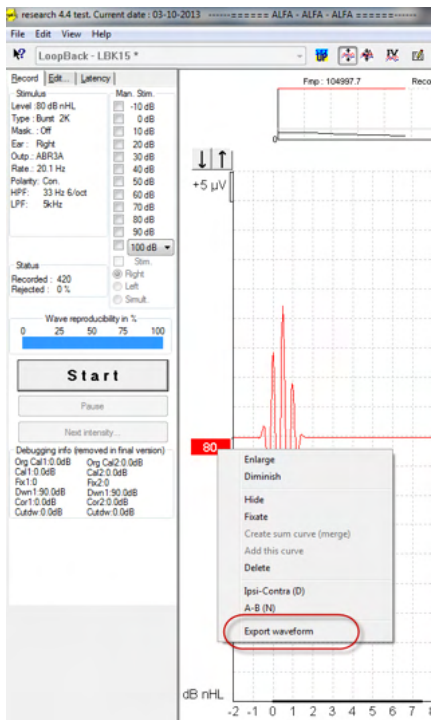 research 4.4 test. Current date : 03-10-2013 ------====== ALFA - ALFA - ALFA ======------
File Edit View Help
LoopBack - LBK15 *
Record Edit... Latency
Stimulus
Level :80 dB nHL
Type : Burst 2K
Mask. : Off
Ear : Right
Outp.: ABR3A
Rate : 20.1 Hz
Polarity: Con.
HPF: 33 Hz 6/oct
LPF: 5kHz
Man. Stim.
-10 dB
0 dB
10 dB
20 dB
30 dB
40 dB
50 dB
60 dB
70 dB
80 dB
90 dB
100 dB
Stim.
Right
Left
Simult.
Status
Recorded : 420
Rejected : 0 %
Wave reproducibility in %
0 25 50 75 100
Start
Pause
Next intensity...
Debugging info (removed in final version)
Org Cal1:0.0dB Org Cal2:0.0dB
Cal1:0.0dB Cal2:0.0dB
Fix1:0 Fix2:0
Dwn1:90.0dB Dwn1:90.0dB
Cor1:0.0dB Cor2:0.0dB
Cutdw:0.0dB Cutdw:0.0dB
Fmp : 104997.7 Reco
0
+5 µV
80
Enlarge
Diminish
Hide
Fixate
Create sum curve (merge)
Add this curve
Delete
Ipsi-Contra (D)
A-B (N)
Export waveform
dB nHL
-2 -1 0 1 2 3 4 5 6 7 8